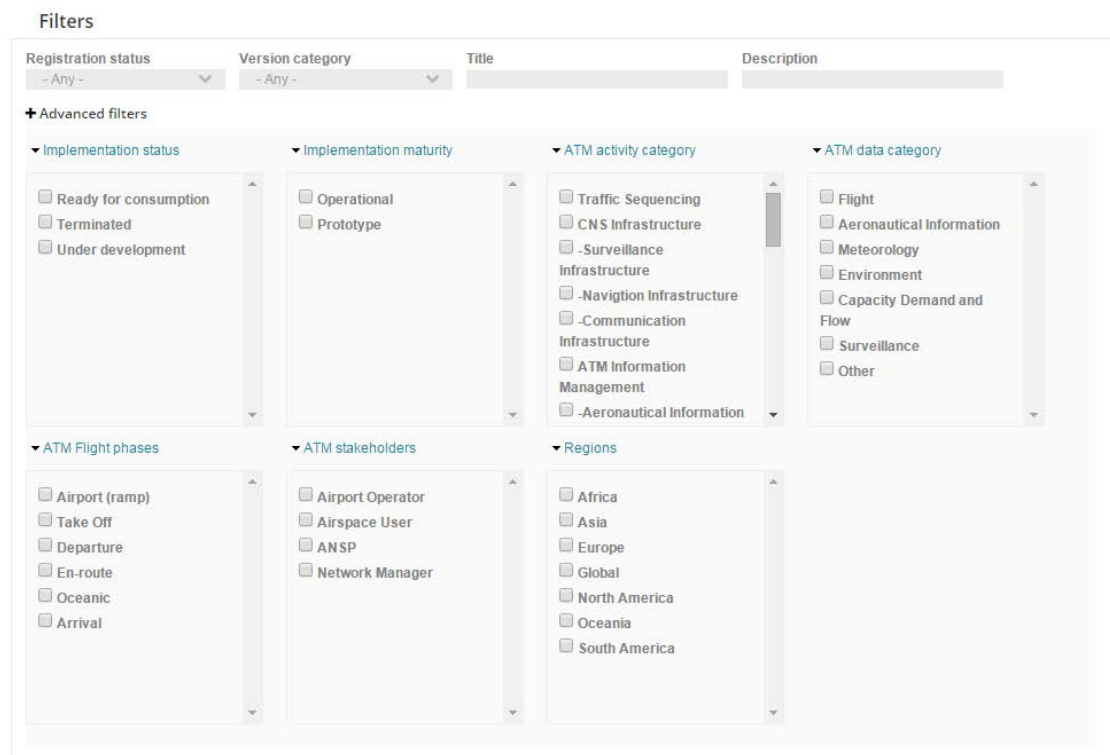 Filters
Registration status
Version category
Title
Description
- Any -
- Any -
+ Advanced filters
Implementation status
Ready for consumption
Terminated
Under development
Implementation maturity
Operational
Prototype
ATM activity category
Traffic Sequencing
CNS Infrastructure
-Surveillance
Infrastructure
-Navigtion Infrastructure
-Communication
Infrastructure
ATM Information
Management
-Aeronautical Information
ATM data category
Flight
Aeronautical Information
Meteorology
Environment
Capacity Demand and
Flow
Surveillance
Other
ATM Flight phases
Airport (ramp)
Take Off
Departure
En-route
Oceanic
Arrival
ATM stakeholders
Airport Operator
Airspace User
ANSP
Network Manager
Regions
Africa
Asia
Europe
Global
North America
Oceania
South America